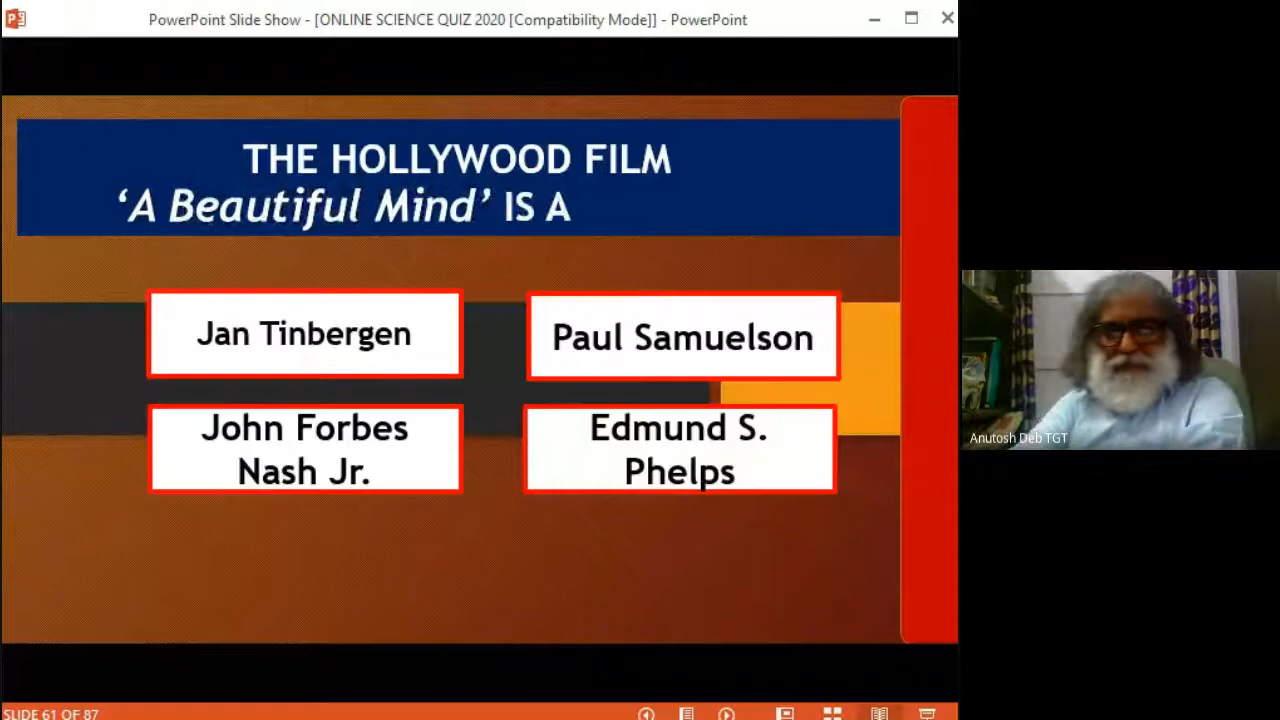 PowerPoint Slide Show - [ONLINE SCIENCE QUIZ 2020 [Compatibility Mode]] - PowerPoint
THE HOLLYWOOD FILM
‘A Beautiful Mind’ IS A
Jan Tinbergen
Paul Samuelson
John Forbes
Nash Jr.
Edmund S.
Phelps
Anutosh Deb TGT
SLIDE 61 OF 87